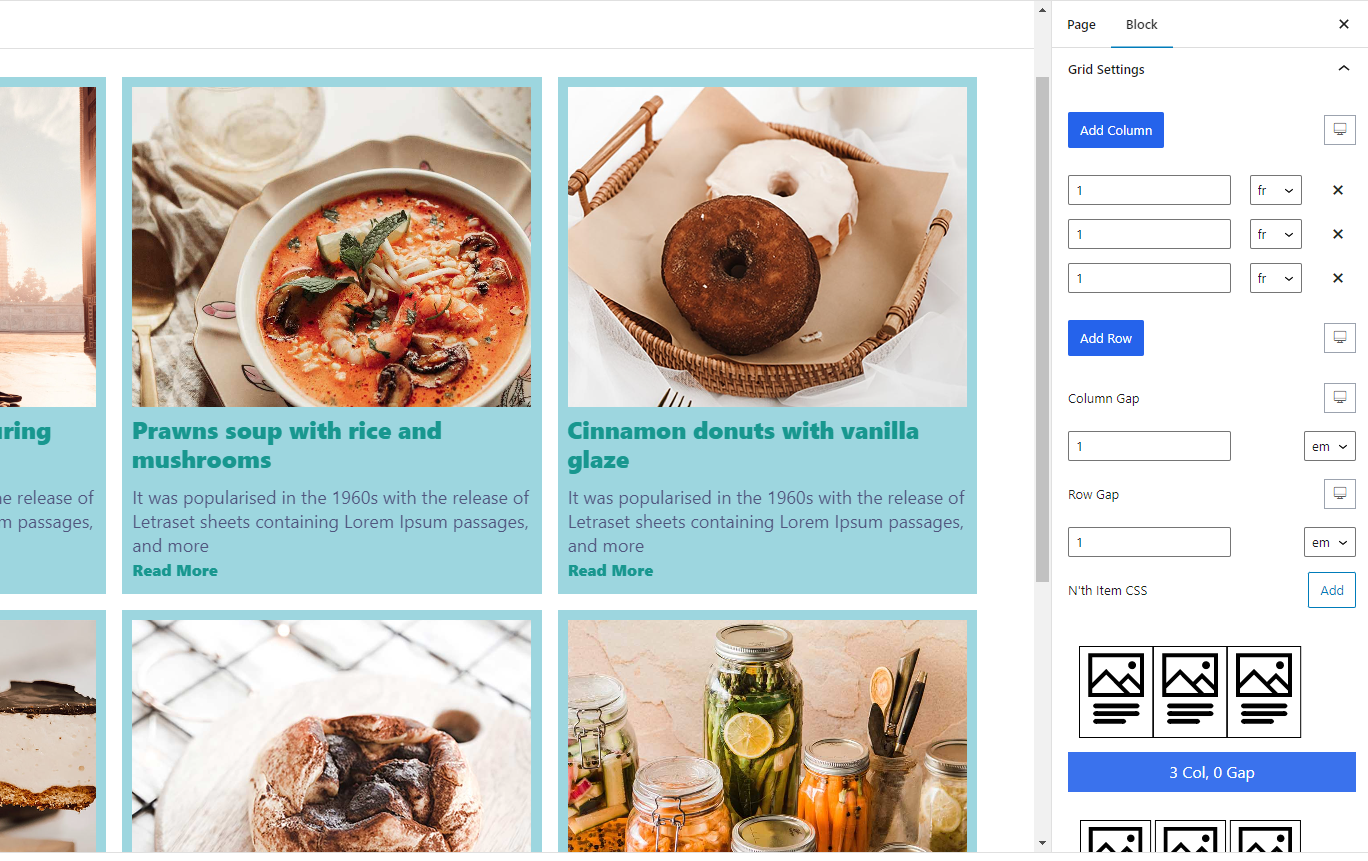 Page
Block
Grid Settings
Add Column
1
fr
1
fr
1
fr
Add Row
Column Gap
1
em
Row Gap
1
em
N'th Item CSS
Add
3 Col, 0 Gap
release of
passages,
Prawns soup with rice and
mushrooms
It was popularised in the 1960s with the release of
Letraset sheets containing Lorem Ipsum passages,
and more
Read More
Cinnamon donuts with vanilla
glaze
It was popularised in the 1960s with the release of
Letraset sheets containing Lorem Ipsum passages,
and more
Read More